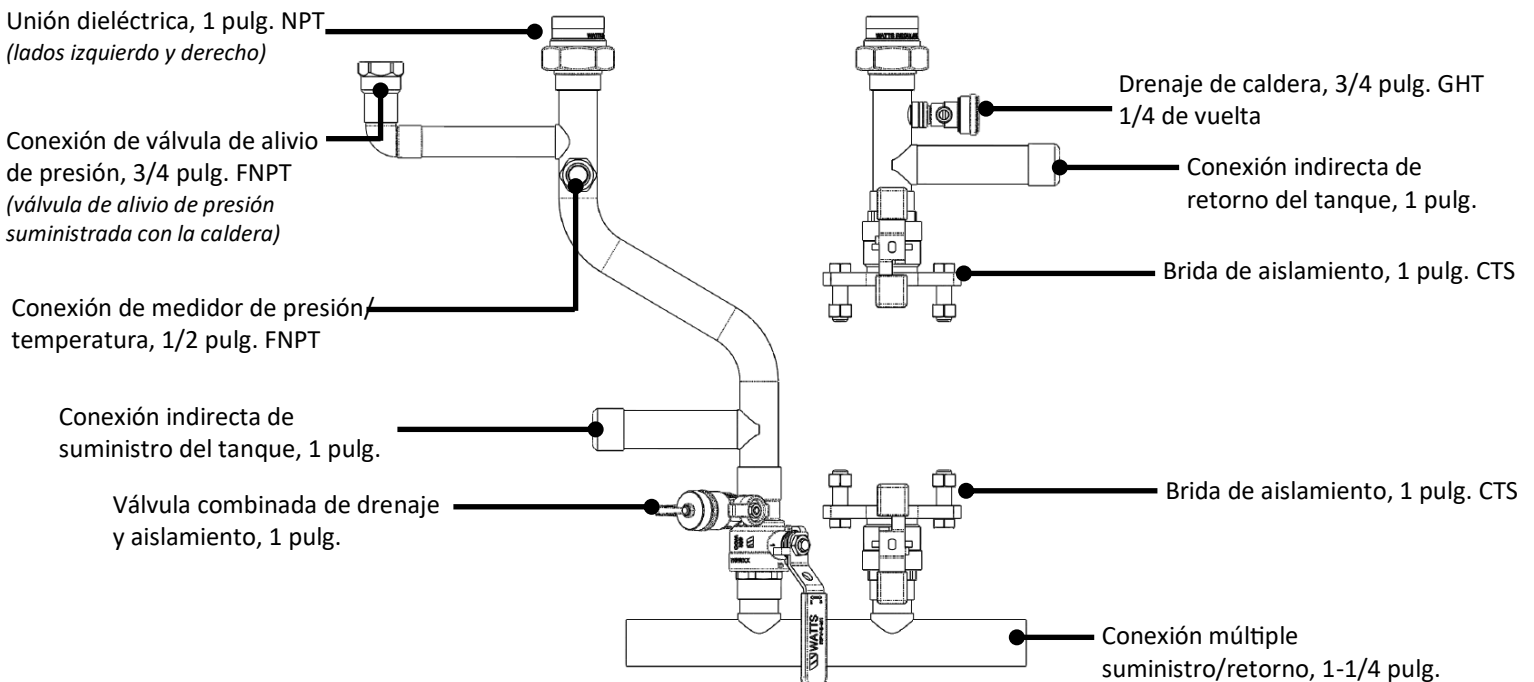 Unión dieléctrica, 1 pulg. NPT
(lados izquierdo y derecho)
Conexión de válvula de alivio
de presión, 3/4 pulg. FNPT
(válvula de alivio de presión
suministrada con la caldera)
Conexión de medidor de presión/
temperatura, 1/2 pulg. FNPT
Conexión indirecta de
suministro del tanque, 1 pulg.
Válvula combinada de drenaje
y aislamiento, 1 pulg.
WATTS
Drenaje de caldera, 3/4 pulg. GHT
1/4 de vuelta
Conexión indirecta de
retorno del tanque, 1 pulg.
Brida de aislamiento, 1 pulg. CTS
Brida de aislamiento, 1 pulg. CTS
Conexión múltiple
suministro/retorno, 1-1/4 pulg.
WATTS